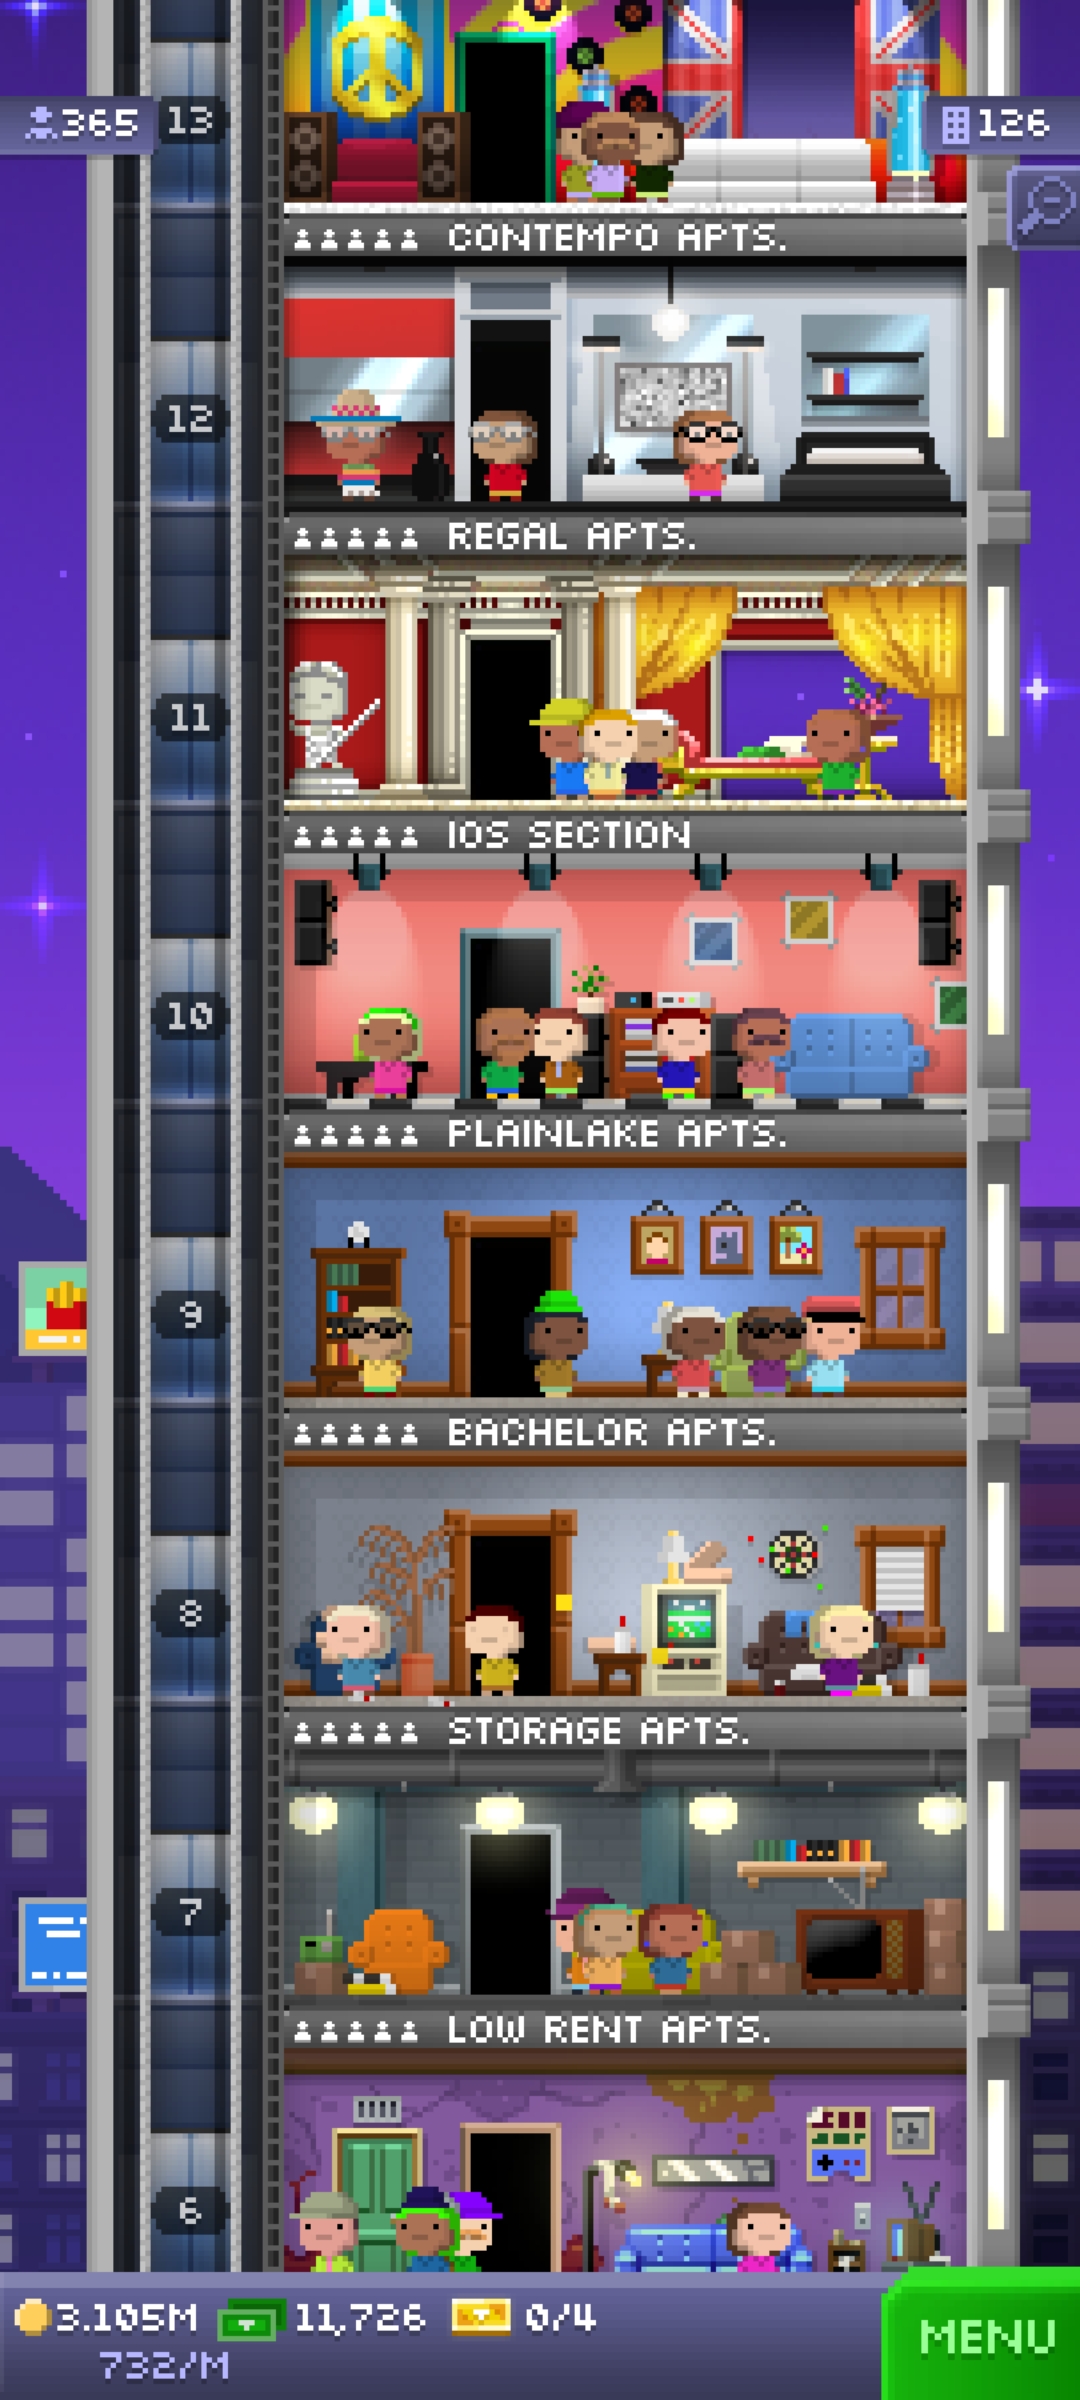 365
13
126
CONTEMPO APTS.
12
REGAL APTS.
11
IOS SECTION
10
PLAINLAKE APTS.
9
BACHELOR APTS.
8
STORAGE APTS.
7
LOW RENT APTS.
6
3.105M 11,726 0/4
732/M
MENU